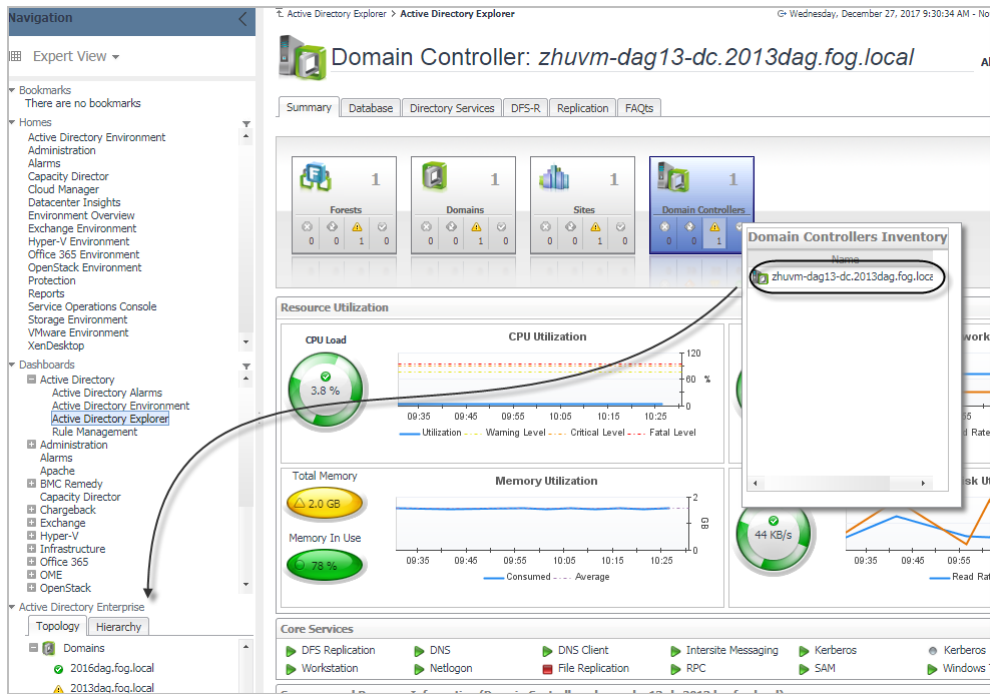 Navigation
Expert View
Bookmarks
There are no bookmarks
Homes
Active Directory Environment
Administration
Alarms
Capacity Director
Cloud Manager
Datacenter Insights
Environment Overview
Exchange Environment
Hyper-V Environment
Office 365 Environment
OpenStack Environment
Protection
Reports
Service Operations Console
Storage Environment
VMware Environment
XenDesktop
Dashboards
Active Directory
Active Directory Alarms
Active Directory Environment
Active Directory Explorer
Rule Management
Administration
Alarms
Apache
BMC Remedy
Capacity Director
Chargeback
Exchange
Hyper-V
Infrastructure
Office 365
OME
OpenStack
Active Directory Enterprise
Topology Hierarchy
Domains
2016dag.fog.local
2013dag.fog.local
Active Directory Explorer > Active Directory Explorer
Wednesday, December 27, 2017 9:30:34 AM - No
Domain Controller: zhuvm-dag13-dc.2013dag.fog.local
Summary Database Directory Services DFS-R Replication FAQts
1 1 1 1
Forests Domains Sites Domain Controllers
0 0 1 0 0 0 1 0 0 0 1 0 0 0 1
Domain Controllers Inventory
Name
zhuvm-dag13-dc.2013dag.fog.loca
Resource Utilization
CPU Load
3.8 %
CPU Utilization
120
60 %
0
09:35 09:45 09:55 10:05 10:15 10:25
Utilization Warning Level Critical Level Fatal Level
Total Memory
2.0 GB
Memory In Use
78 %
Memory Utilization
2
GB
0
09:35 09:45 09:55 10:05 10:15 10:25
Consumed Average
work
d Rate
44 KB/s
sk Ut
09:35 09:45 09:55
Read Rat
Core Services
DFS Replication DNS DNS Client Intersite Messaging Kerberos Kerberos
Workstation Netlogon File Replication RPC SAM Windows